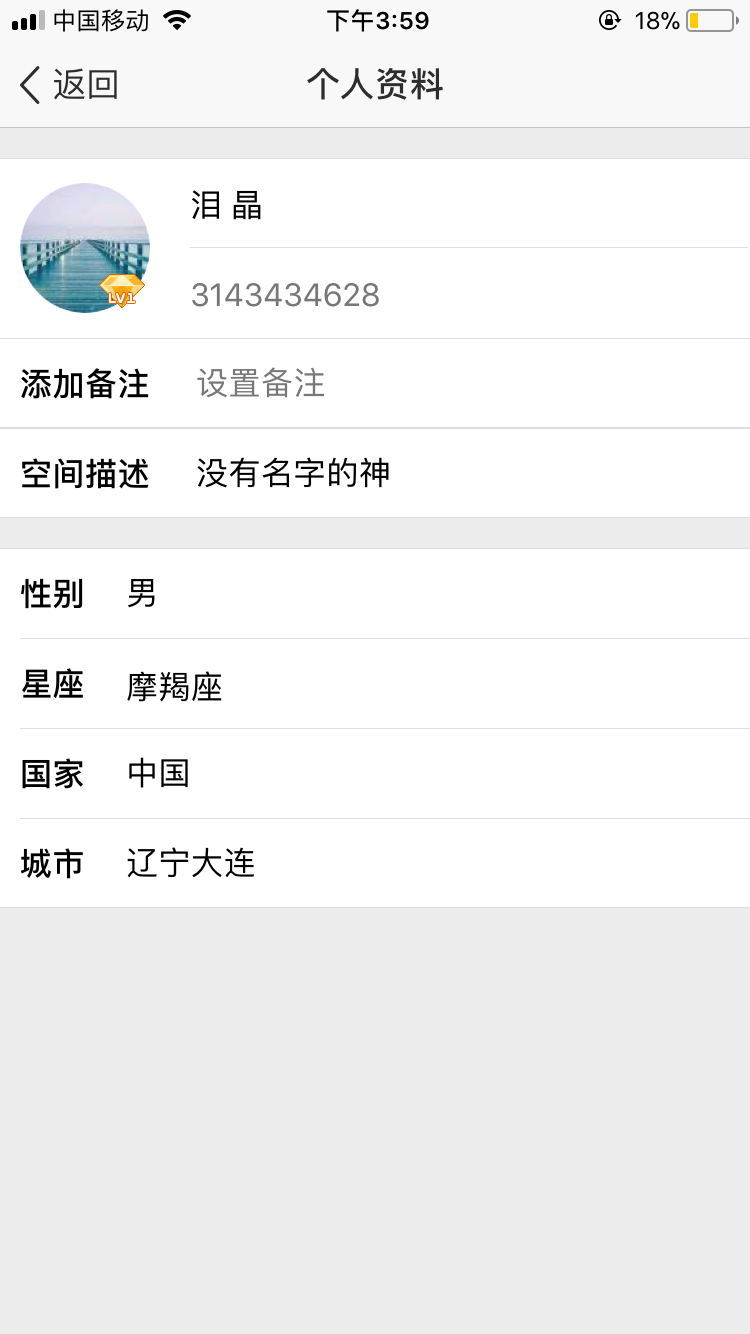 中国移动 下午3:59 18%
返回 个人资料
泪 晶
LV1
3143434628
添加备注 设置备注
空间描述 没有名字的神
性别 男
星座 摩羯座
国家 中国
城市 辽宁大连